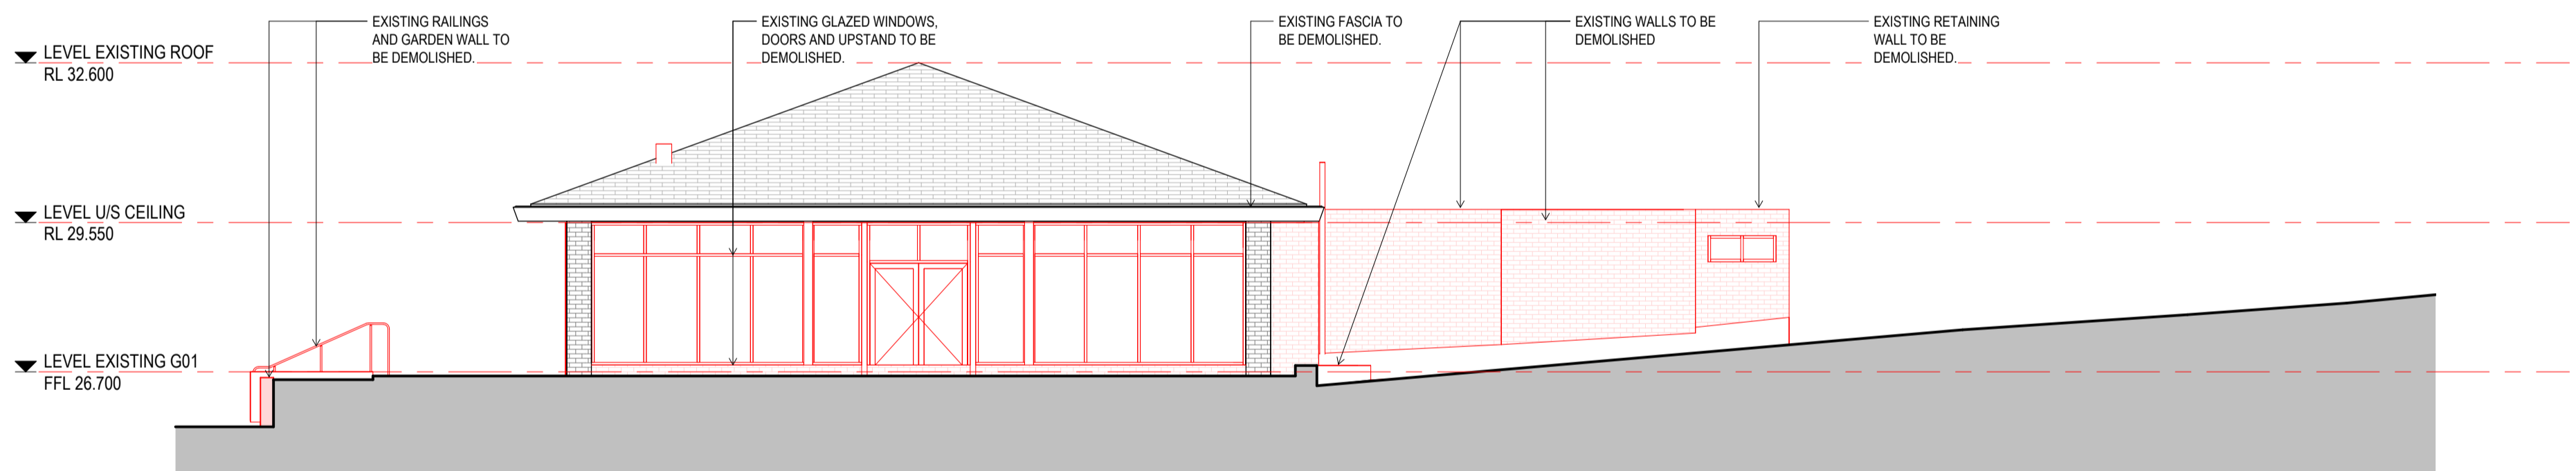 EXISTING RAILINGS
AND GARDEN WALL TO
BE DEMOLISHED.
EXISTING GLAZED WINDOWS,
DOORS AND UPSTAND TO BE
DEMOLISHED.
EXISTING FASCIA TO
BE DEMOLISHED.
EXISTING WALLS TO BE
DEMOLISHED
EXISTING RETAINING
WALL TO BE
DEMOLISHED.
LEVEL EXISTING ROOF
RL 32.600
LEVEL U/S CEILING
RL 29.550
LEVEL EXISTING G01
FFL 26.700